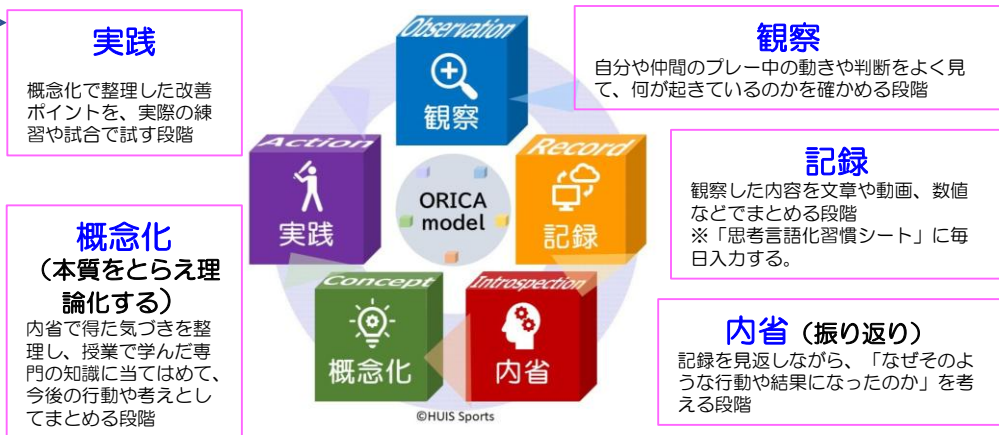 実践
概念化で整理した改善
ポイントを、実際の練
習や試合で試す段階
観察
自分や仲間のプレー中の動きや判断をよく見
て、何が起きているのかを確かめる段階
記録
観察した内容を文章や動画、数値
などでまとめる段階
※「思考言語化習慣シート」に毎
日入力する。
内省（振り返り）
記録を見返しながら、「なぜそのよ
うな行動や結果になったのか」を考
える段階
概念化
（本質をとらえ理
論化する）
内省で得た気づきを整
理し、授業で学んだ専
門の知識に当てはめて、
今後の行動や考えとし
てまとめる段階
Observation
観察
Record
記録
Introspection
内省
Concept
概念化
Action
実践
ORICA
model
©HUIS Sports